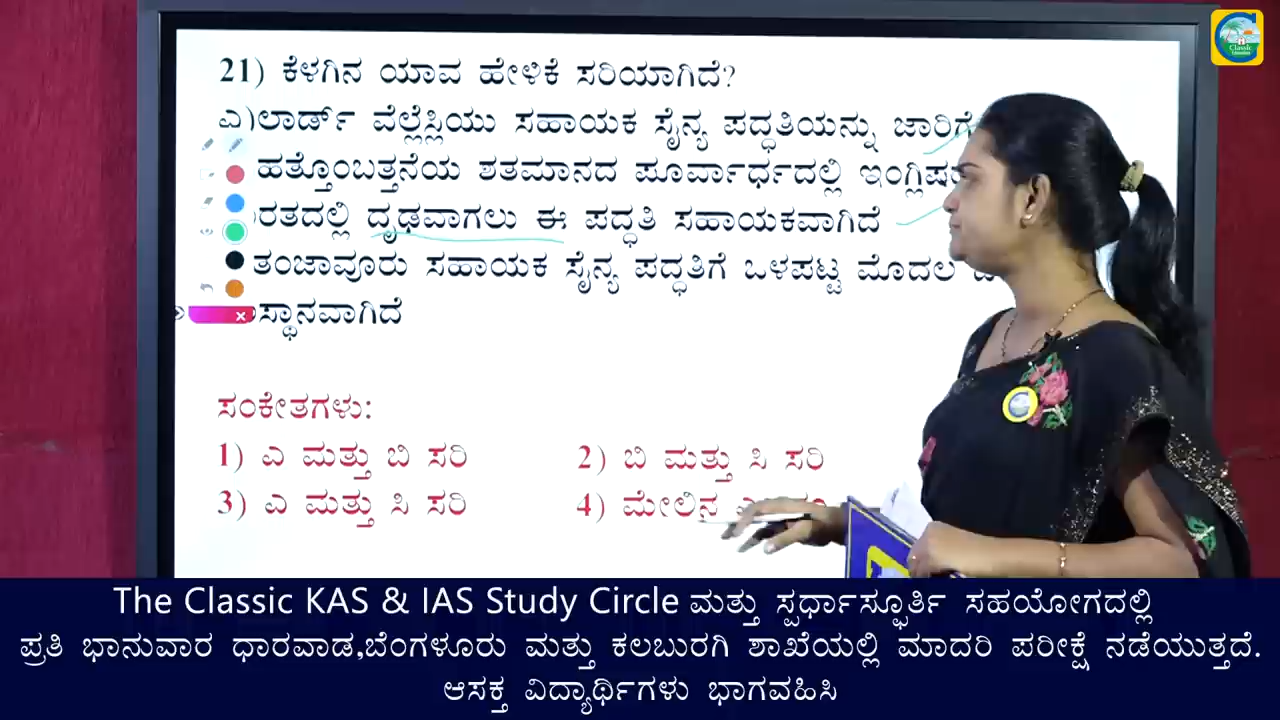 21) ಕೆಳಗಿನ ಯಾವ ಹೇಳಿಕೆ ಸರಿಯಾಗಿದೆ?
ಎ)ಲಾರ್ಡ್ ವೆಲ್ಲೆಸ್ಲಿಯು ಸಹಾಯಕ ಸೈನ್ಯ ಪದ್ಧತಿಯನ್ನು ಜಾರಿಗೆ
ಹತ್ತೊಂಬತ್ತನೆಯ ಶತಮಾನದ ಪೂರ್ವಾರ್ಧದಲ್ಲಿ
ದೃಢವಾಗಲು ಈ ಪದ್ಧತಿ ಸಹಾಯಕವಾಗಿದೆ
ತಂಜಾವೂರು ಸಹಾಯಕ ಸೈನ್ಯ ಪದ್ಧತಿಗೆ ಒಳಪಟ್ಟ ಮೊದಲ
ಸ್ಥಾನವಾಗಿದೆ
ಸಂಕೇತಗಳು:
1) ಎ ಮತ್ತು ಬಿ ಸರಿ 2) ಬಿ ಮತ್ತು ಸಿ ಸರಿ
3) ಎ ಮತ್ತು ಸಿ ಸರಿ 4) ಮೇಲಿನ
Classic
The Classic KAS & IAS Study Circle ಮತ್ತು ಸ್ಪರ್ಧಾಸ್ಫೂರ್ತಿ ಸಹಯೋಗದಲ್ಲಿ
ಪ್ರತಿ ಭಾನುವಾರ ಧಾರವಾಡ,ಬೆಂಗಳೂರು ಮತ್ತು ಕಲಬುರಗಿ ಶಾಖೆಯಲ್ಲಿ ಮಾದರಿ ಪರೀಕ್ಷೆ ನಡೆಯುತ್ತದೆ.
ಆಸಕ್ತ ವಿದ್ಯಾರ್ಥಿಗಳು ಭಾಗವಹಿಸಿ